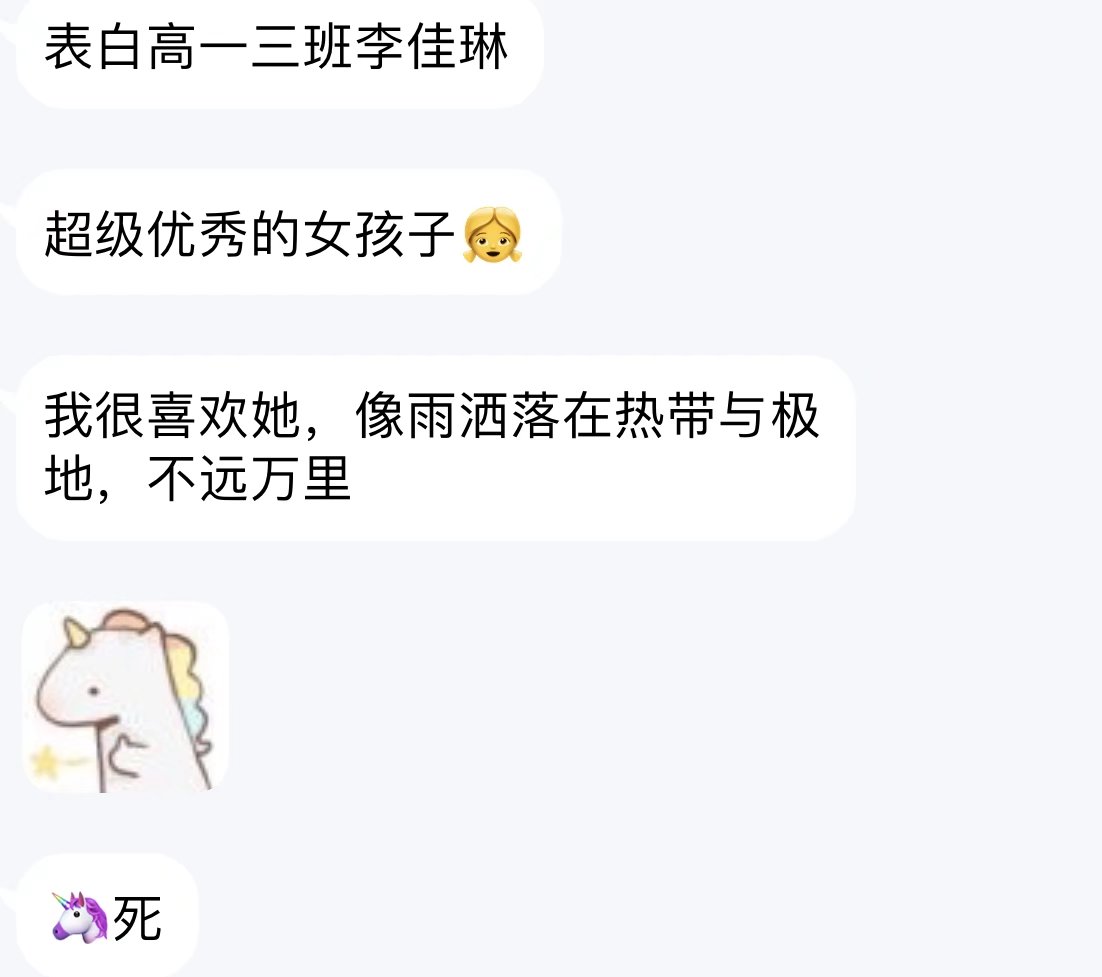 表白高一三班李佳琳
超级优秀的女孩子👧
我很喜欢她，像雨洒落在热带与极
地，不远万里
🦄死